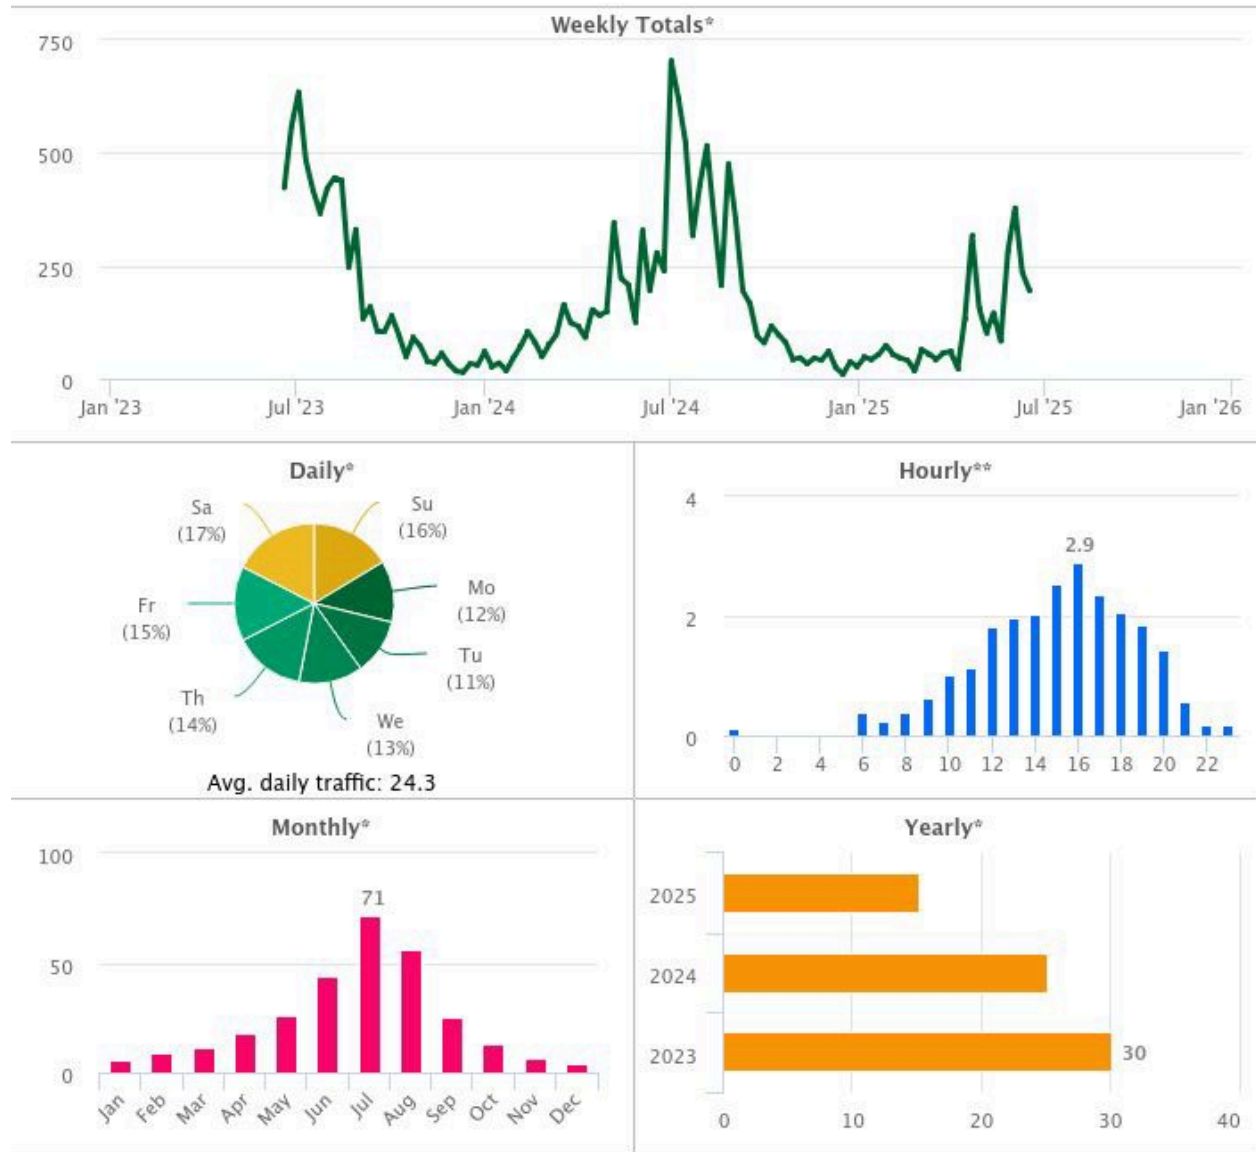 Weekly Totals*
750
500
250
0
Jan '23 Jul '23 Jan '24 Jul '24 Jan '25 Jul '25 Jan '26
Daily*
Sa
(17%)
Su
(16%)
Fr
(15%)
Mo
(12%)
Tu
(11%)
Th
(14%)
We
(13%)
Avg. daily traffic: 24.3
Hourly**
4
2.9
2
0
0 2 4 6 8 10 12 14 16 18 20 22
Monthly*
100
71
50
0
Jan Feb Mar Apr May Jun Jul Aug Sep Oct Nov Dec
Yearly*
2025
2024
2023 30
0 10 20 30 40